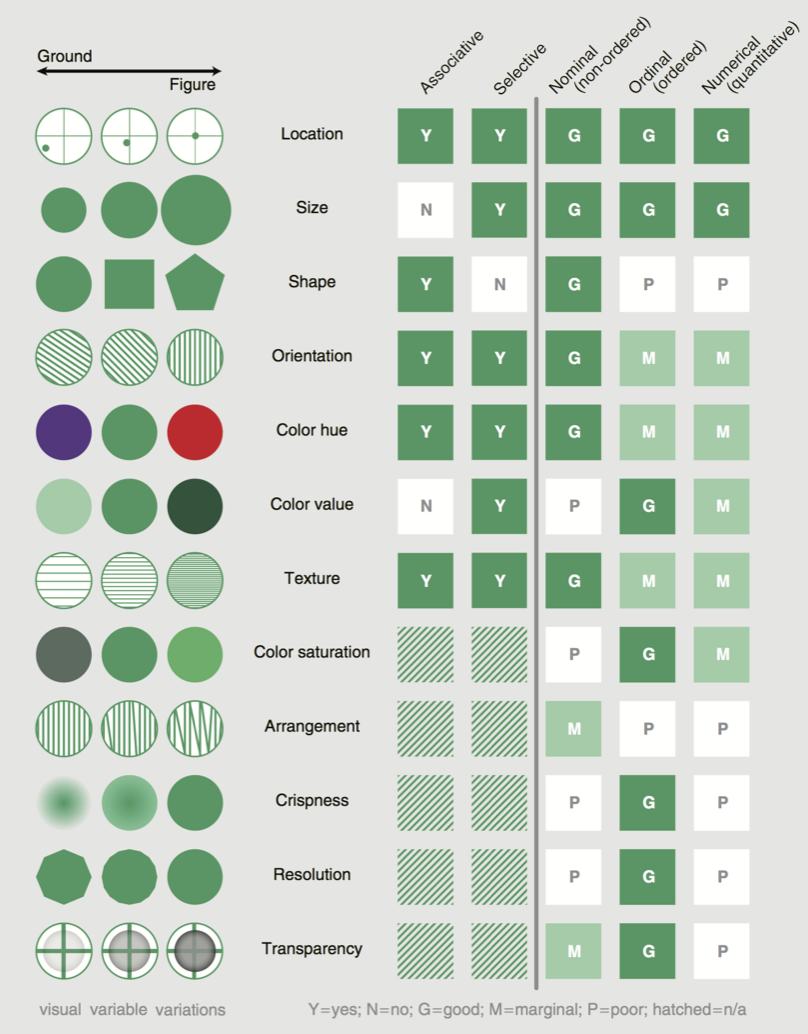 Ground
Figure
Associative
Selective
Nominal
(non-ordered)
Ordinal
(ordered)
Numerical
(quantitative)
Location Y Y G G G
Size N Y G G G
Shape Y N G P P
Orientation Y Y G M M
Color hue Y Y G M M
Color value N Y P G M
Texture Y Y G M M
Color saturation P G M
Arrangement M P P
Crispness P G P
Resolution P G P
Transparency M G P
visual variable variations
Y=yes; N=no; G=good; M=marginal; P=poor; hatched=n/a